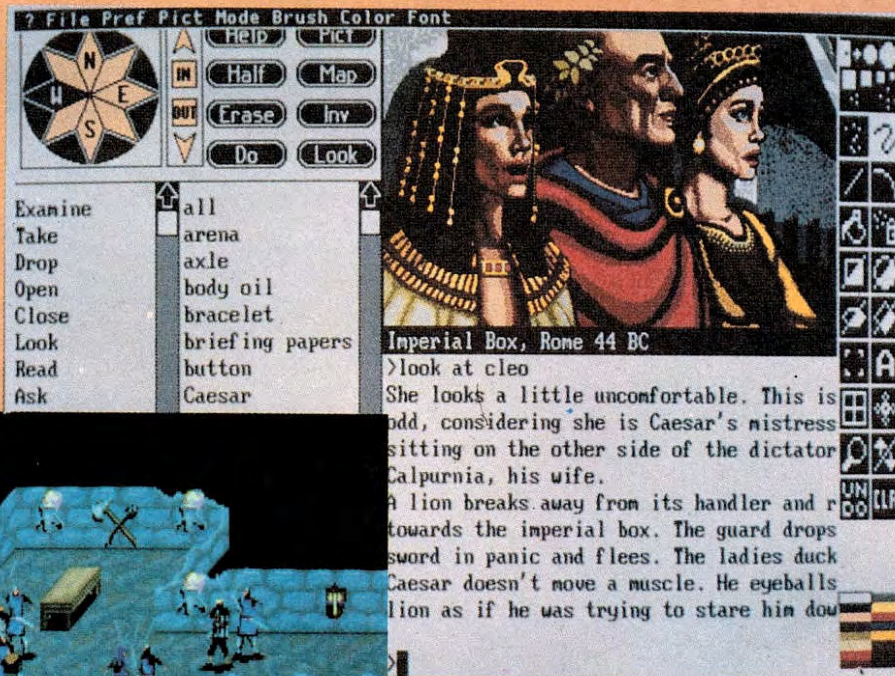 ? File Pref Pict Mode Brush Color Font
Help Pict
N
IN Half Map
W E
OUT Erase Inv
S
Do Look
Examine
Take
Drop
Open
Close
Look
Read
Ask
all
arena
axle
body oil
bracelet
briefing papers
button
Caesar
Imperial Box, Rome 44 BC
>look at cleo
She looks a little uncomfortable. This is
odd, considering she is Caesar's mistress
sitting on the other side of the dictator
Calpurnia, his wife.
A lion breaks away from its handler and r
towards the imperial box. The guard drops
sword in panic and flees. The ladies duck
Caesar doesn't move a muscle. He eyeballs
lion as if he was trying to stare him dow
>
A
UN
DO